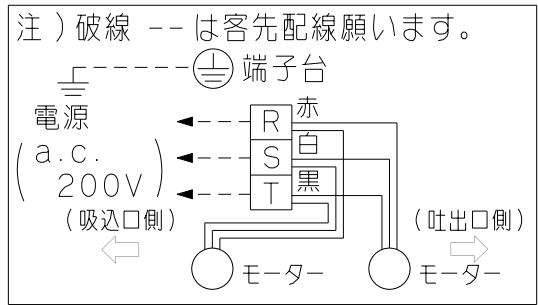 注)破線 -- は客先配線願います。
端子台
電源
(a.c. 200V)
R 赤
S 白
T 黒
(吸込口側)
(吐出口側)
モーター
モーター